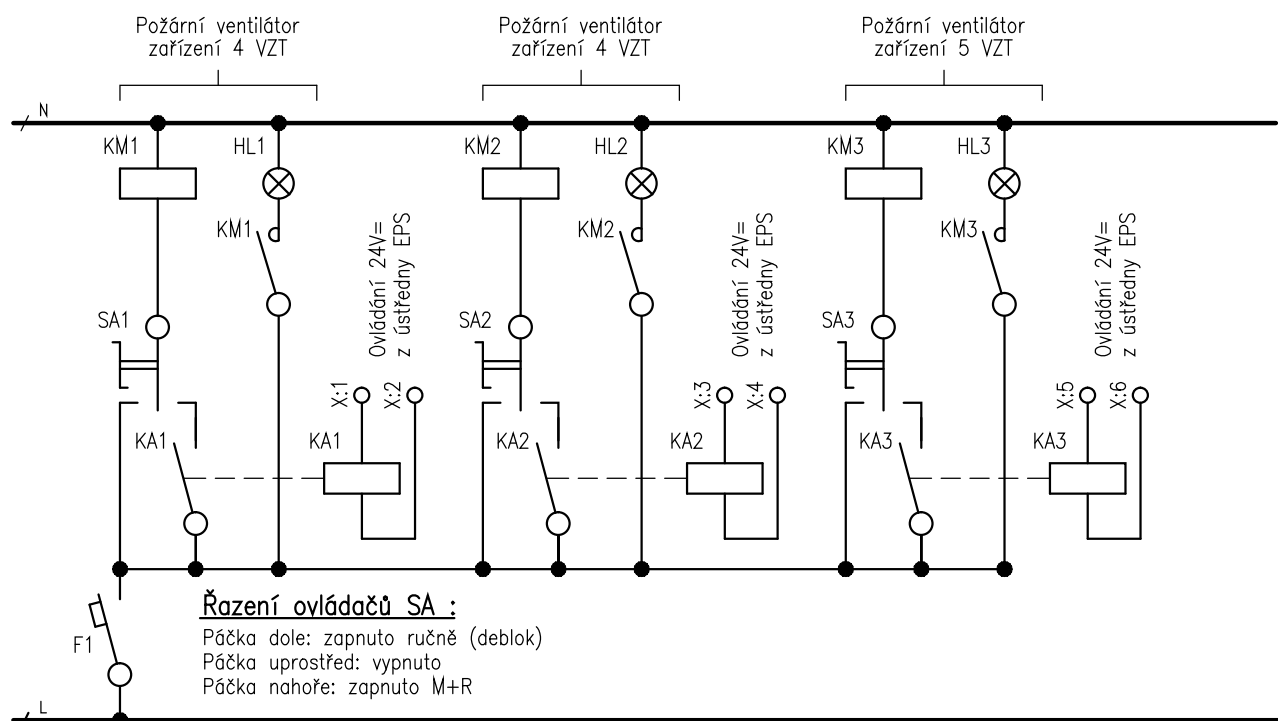 Požární ventilátor
zařízení 4 VZT
Požární ventilátor
zařízení 4 VZT
Požární ventilátor
zařízení 5 VZT
N
KM1
HL1
KM2
HL2
KM3
HL3
KM1
KM2
KM3
Ovládání 24V=
z ústředny EPS
Ovládání 24V=
z ústředny EPS
Ovládání 24V=
z ústředny EPS
SA1
SA2
SA3
X:1
X:2
X:3
X:4
X:5
X:6
KA1
KA1
KA2
KA2
KA3
KA3
F1
Řazení ovládačů SA :
Páčka dole: zapnuto ručně (deblok)
Páčka uprostřed: vypnuto
Páčka nahoře: zapnuto M+R
L